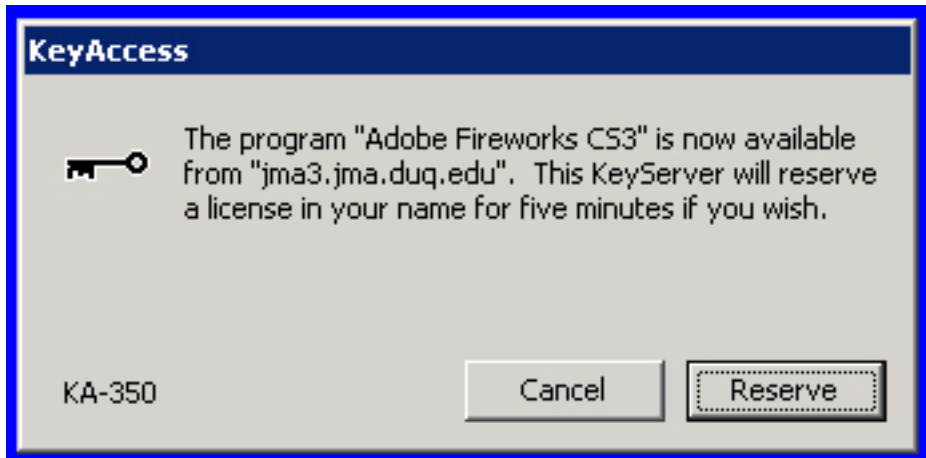 KeyAccess
The program "Adobe Fireworks CS3" is now available
from "jma3.jma.duq.edu".  This KeyServer will reserve
a license in your name for five minutes if you wish.
KA-350
Cancel
Reserve